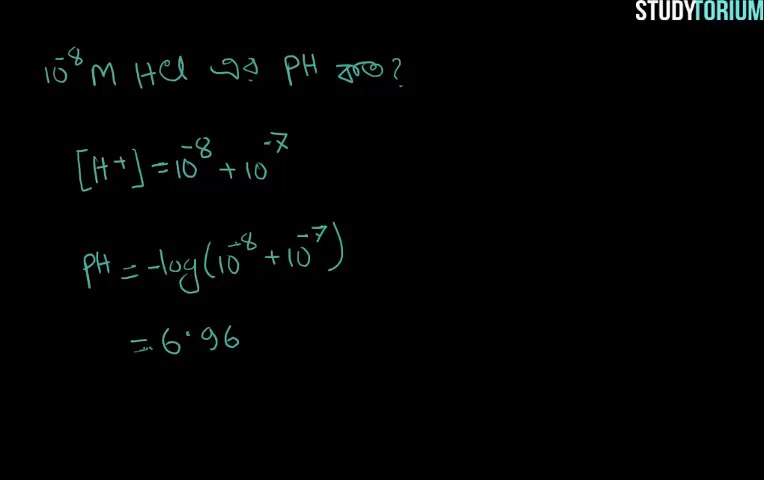 STUDYTORIUM
10⁻⁸ M HCl এর PH কত?
[H+] = 10⁻⁸ + 10⁻⁷
PH = -log(10⁻⁸ + 10⁻⁷)
= 6.96